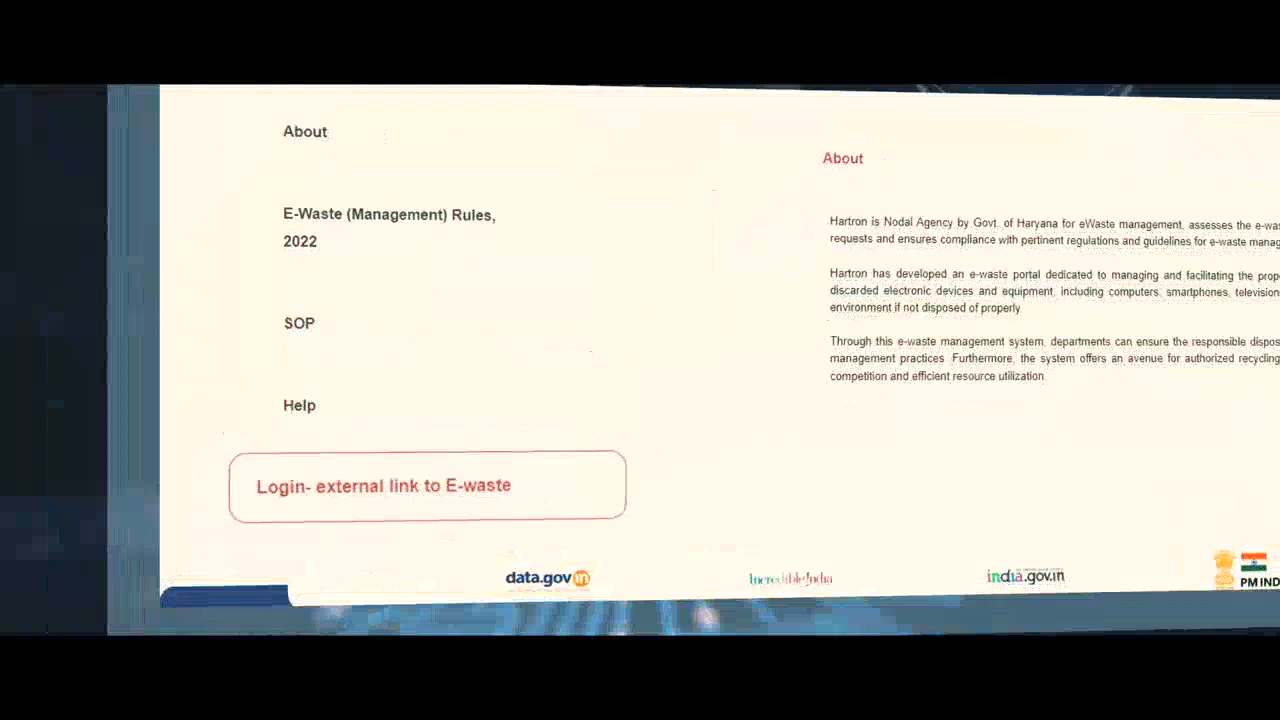 About
E-Waste (Management) Rules,
2022
SOP
Help
Login- external link to E-waste
About
Hartron is Nodal Agency by Govt. of Haryana for eWaste management, assesses the e-was
requests and ensures compliance with pertinent regulations and guidelines for e-waste manag
Hartron has developed an e-waste portal dedicated to managing and facilitating the prop
discarded electronic devices and equipment, including computers, smartphones, television
environment if not disposed of properly.
Through this e-waste management system, departments can ensure the responsible dispos
management practices. Furthermore, the system offers an avenue for authorized recycling
competition and efficient resource utilization.
data.gov.in
Incredible India
india.gov.in
PM IND